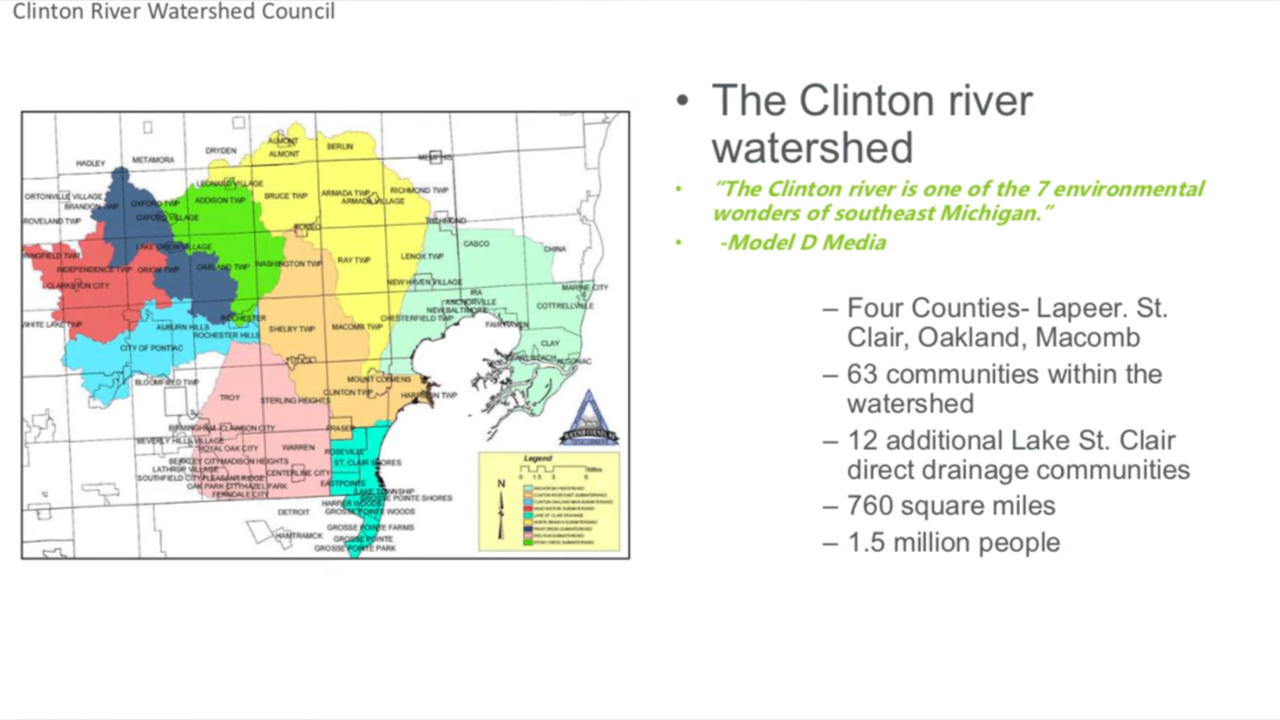 Clinton River Watershed Council
• The Clinton river
watershed
• “The Clinton river is one of the 7 environmental
wonders of southeast Michigan.”
• -Model D Media
– Four Counties- Lapeer. St.
Clair, Oakland, Macomb
– 63 communities within the
watershed
– 12 additional Lake St. Clair
direct drainage communities
– 760 square miles
– 1.5 million people
ALMONT
DRYDEN
ALMONT
BERLIN
HADLEY
METAMORA
LEONARD VILLAGE
ORTONVILLE VILLAGE
BRANDON TWP
OXFORD TWP
ADDISON TWP
BRUCE TWP
ARMADA TWP
ARMADA VILLAGE
RICHMOND TWP
OXFORD VILLAGE
RICHMOND
ROMEO
LAKE ORION VILLAGE
CASCO
CHINA
INDEPENDENCE TWP
ORION TWP
OAKLAND TWP
WASHINGTON TWP
RAY TWP
LENOX TWP
CLARKSTON CITY
NEW HAVEN VILLAGE
MARINE CITY
IRA
ANCHORVILLE
NEW BALTIMORE
COTTRELLVILLE
WHITE LAKE TWP
AUBURN HILLS
ROCHESTER
ROCHESTER HILLS
SHELBY TWP
MACOMB TWP
CHESTERFIELD TWP
FAIRHAVEN
CITY OF PONTIAC
UTICA
CLAY
ALGONAC
BLOOMFIELD TWP
MOUNT CLEMENS
TROY
STERLING HEIGHTS
CLINTON TWP
HARRISON TWP
BIRMINGHAM
CLAWSON CITY
FRASER
BEVERLY HILLS VILLAGE
ROYAL OAK CITY
WARREN
ROSEVILLE
BERKLEY CITY
MADISON HEIGHTS
ST. CLAIR SHORES
LATHRUP VILLAGE
CENTERLINE CITY
SOUTHFIELD CITY
PLEASANT RIDGE
EASTPOINTE
OAK PARK CITY
HAZEL PARK
FERNDALE CITY
LAKE TOWNSHIP
GROSSE POINTE SHORES
HARPER WOODS
DETROIT
GROSSE POINTE WOODS
GROSSE POINTE FARMS
HAMTRAMCK
GROSSE POINTE
GROSSE POINTE PARK
Legend
Miles
0 1.5 3 6
N